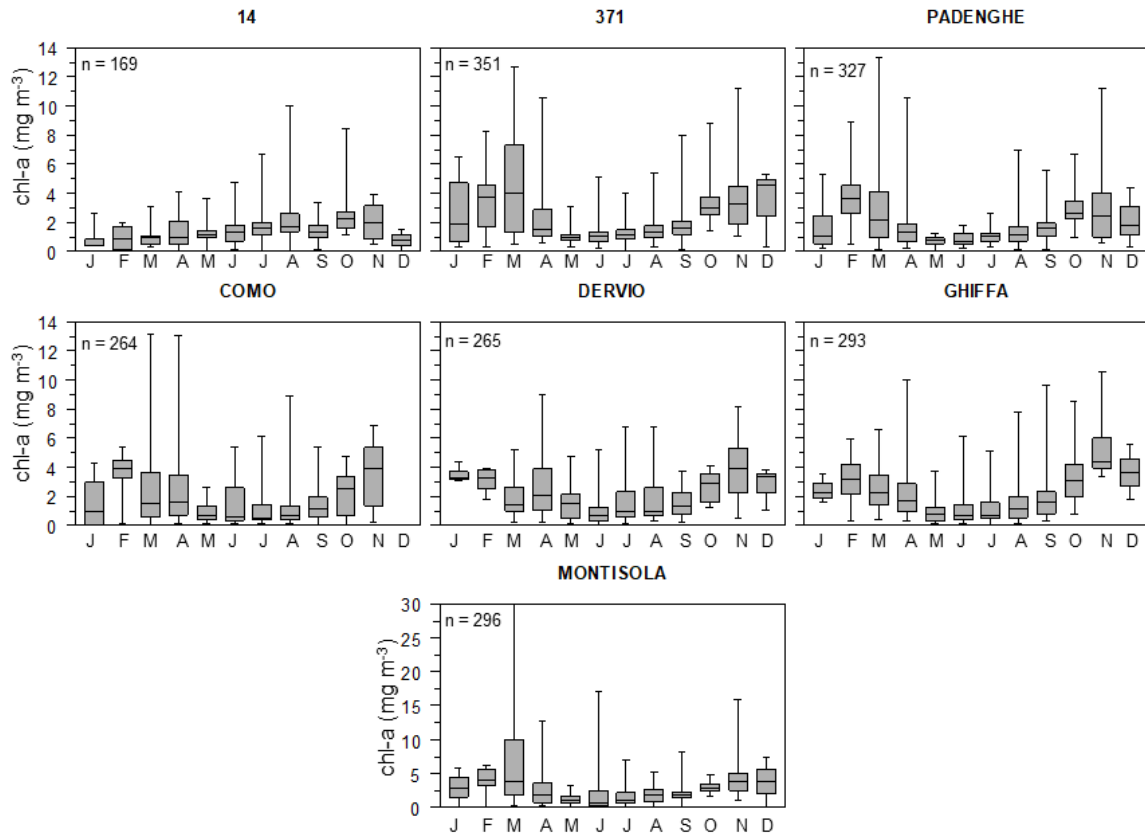 14 371 PADENGHE
14
12
10
8
6
4
2
0
chl-a (mg m⁻³)
n = 169
n = 351
n = 327
J F M A M J J A S O N D
J F M A M J J A S O N D
J F M A M J J A S O N D
COMO DERVIO GHIFFA
14
12
10
8
6
4
2
0
chl-a (mg m⁻³)
n = 264
n = 265
n = 293
J F M A M J J A S O N D
J F M A M J J A S O N D
J F M A M J J A S O N D
MONTISOLA
30
25
20
15
10
5
0
chl-a (mg m⁻³)
n = 296
J F M A M J J A S O N D